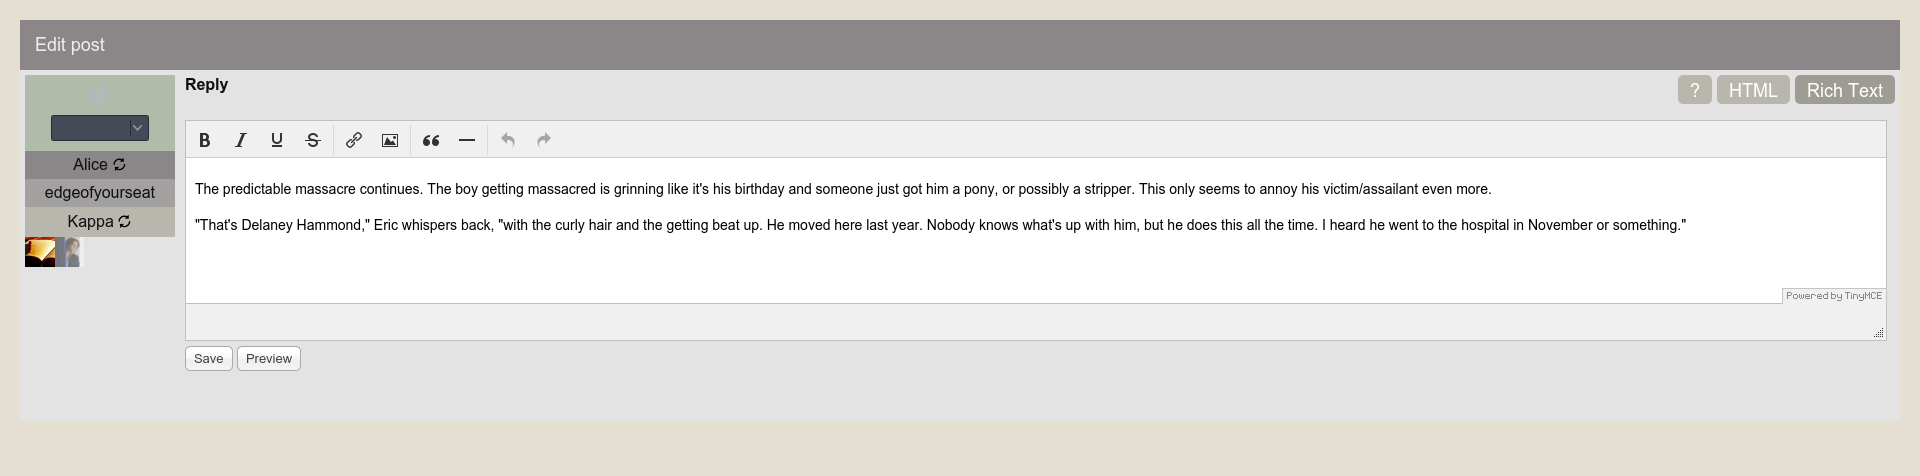 Edit post
Reply
? HTML Rich Text
Alice
edgeofyourseat
Kappa
B I U S
The predictable massacre continues. The boy getting massacred is grinning like it's his birthday and someone just got him a pony, or possibly a stripper. This only seems to annoy his victim/assailant even more.
"That's Delaney Hammond," Eric whispers back, "with the curly hair and the getting beat up. He moved here last year. Nobody knows what's up with him, but he does this all the time. I heard he went to the hospital in November or something."
Powered by TinyMCE
Save Preview